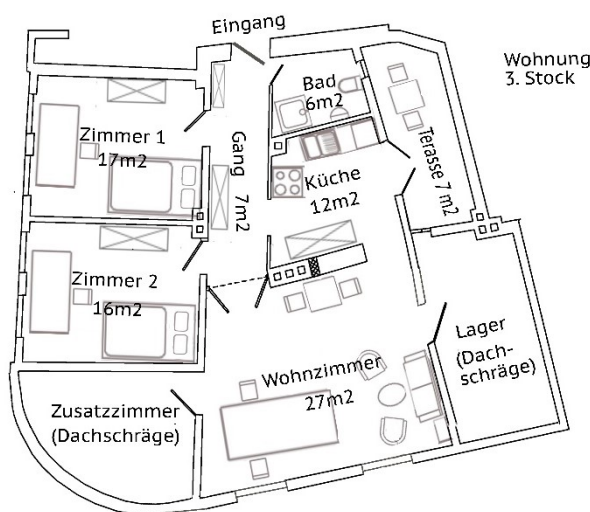 Eingang
Wohnung
3. Stock
Bad
6m2
Zimmer 1
17m2
Gang
7m2
Küche
12m2
Terasse 7 m2
Zimmer 2
16m2
Wohnzimmer
27m2
Lager
(Dach-
schräge)
Zusatzzimmer
(Dachschräge)